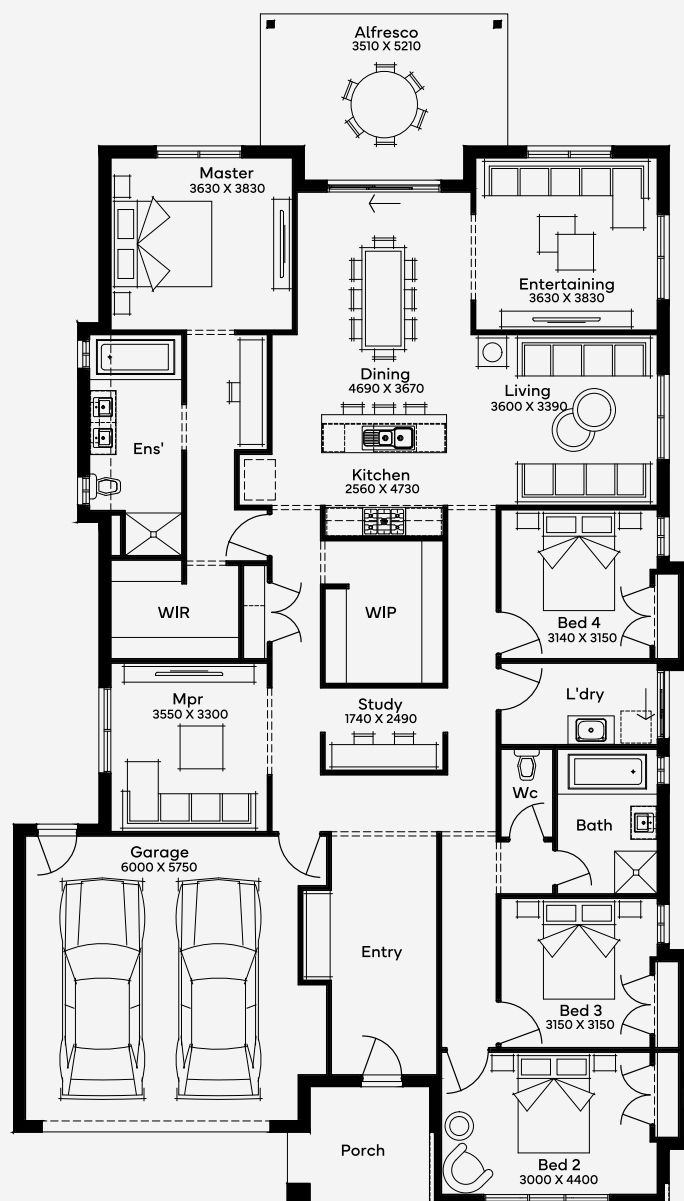 Alfresco
3510 X 5210
Master
3630 X 3830
Entertaining
3630 X 3830
Dining
4690 X 3670
Living
3600 X 3390
Ens'
Kitchen
2560 X 4730
WIR
WIP
Bed 4
3140 X 3150
Mpr
3550 X 3300
Study
1740 X 2490
L'dry
Wc
Bath
Garage
6000 X 5750
Entry
Bed 3
3150 X 3150
Porch
Bed 2
3000 X 4400